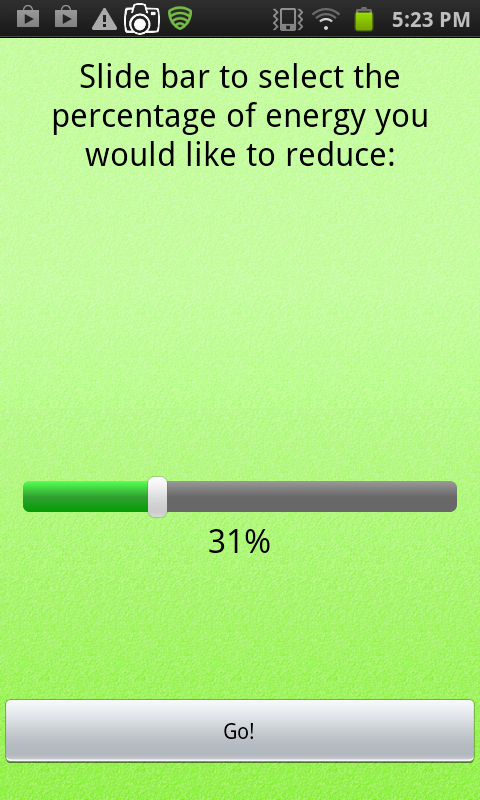 5:23 PM
Slide bar to select the
percentage of energy you
would like to reduce:
31%
Go!